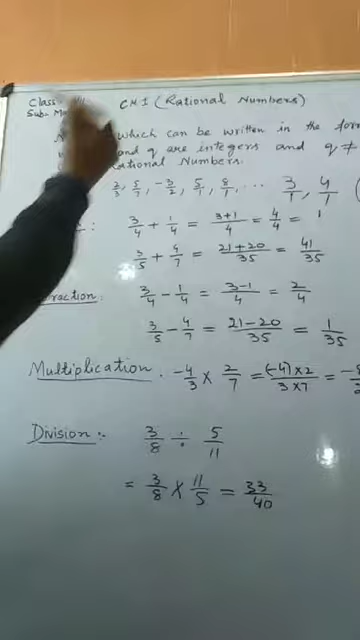 Class
CH 1 (Rational Numbers)
Sub.
which can be written in the form
and q are integers and q ≠
Rational Numbers.
2/3, 5/7, -3/2, 5/1, 8/7, ... 3/1, 4/1
3/4 + 1/4 = 3+1/4 = 4/4 = 1
3/5 + 4/7 = 21+20/35 = 41/35
3/4 - 1/4 = 3-1/4 = 2/4
3/5 - 4/7 = 21-20/35 = 1/35
Multiplication. -4/3 × 2/7 = (-4)×2/3×7 = -8
Division:- 3/8 ÷ 5/11
= 3/8 × 11/5 = 33/40